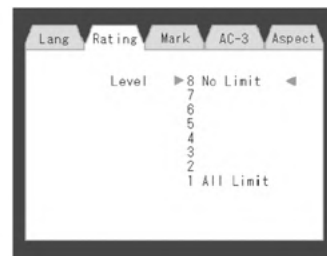 Lang Rating Mark AC-3 Aspect
Level ▶8 No Limit ◀
7
6
5
4
3
2
1 All Limit